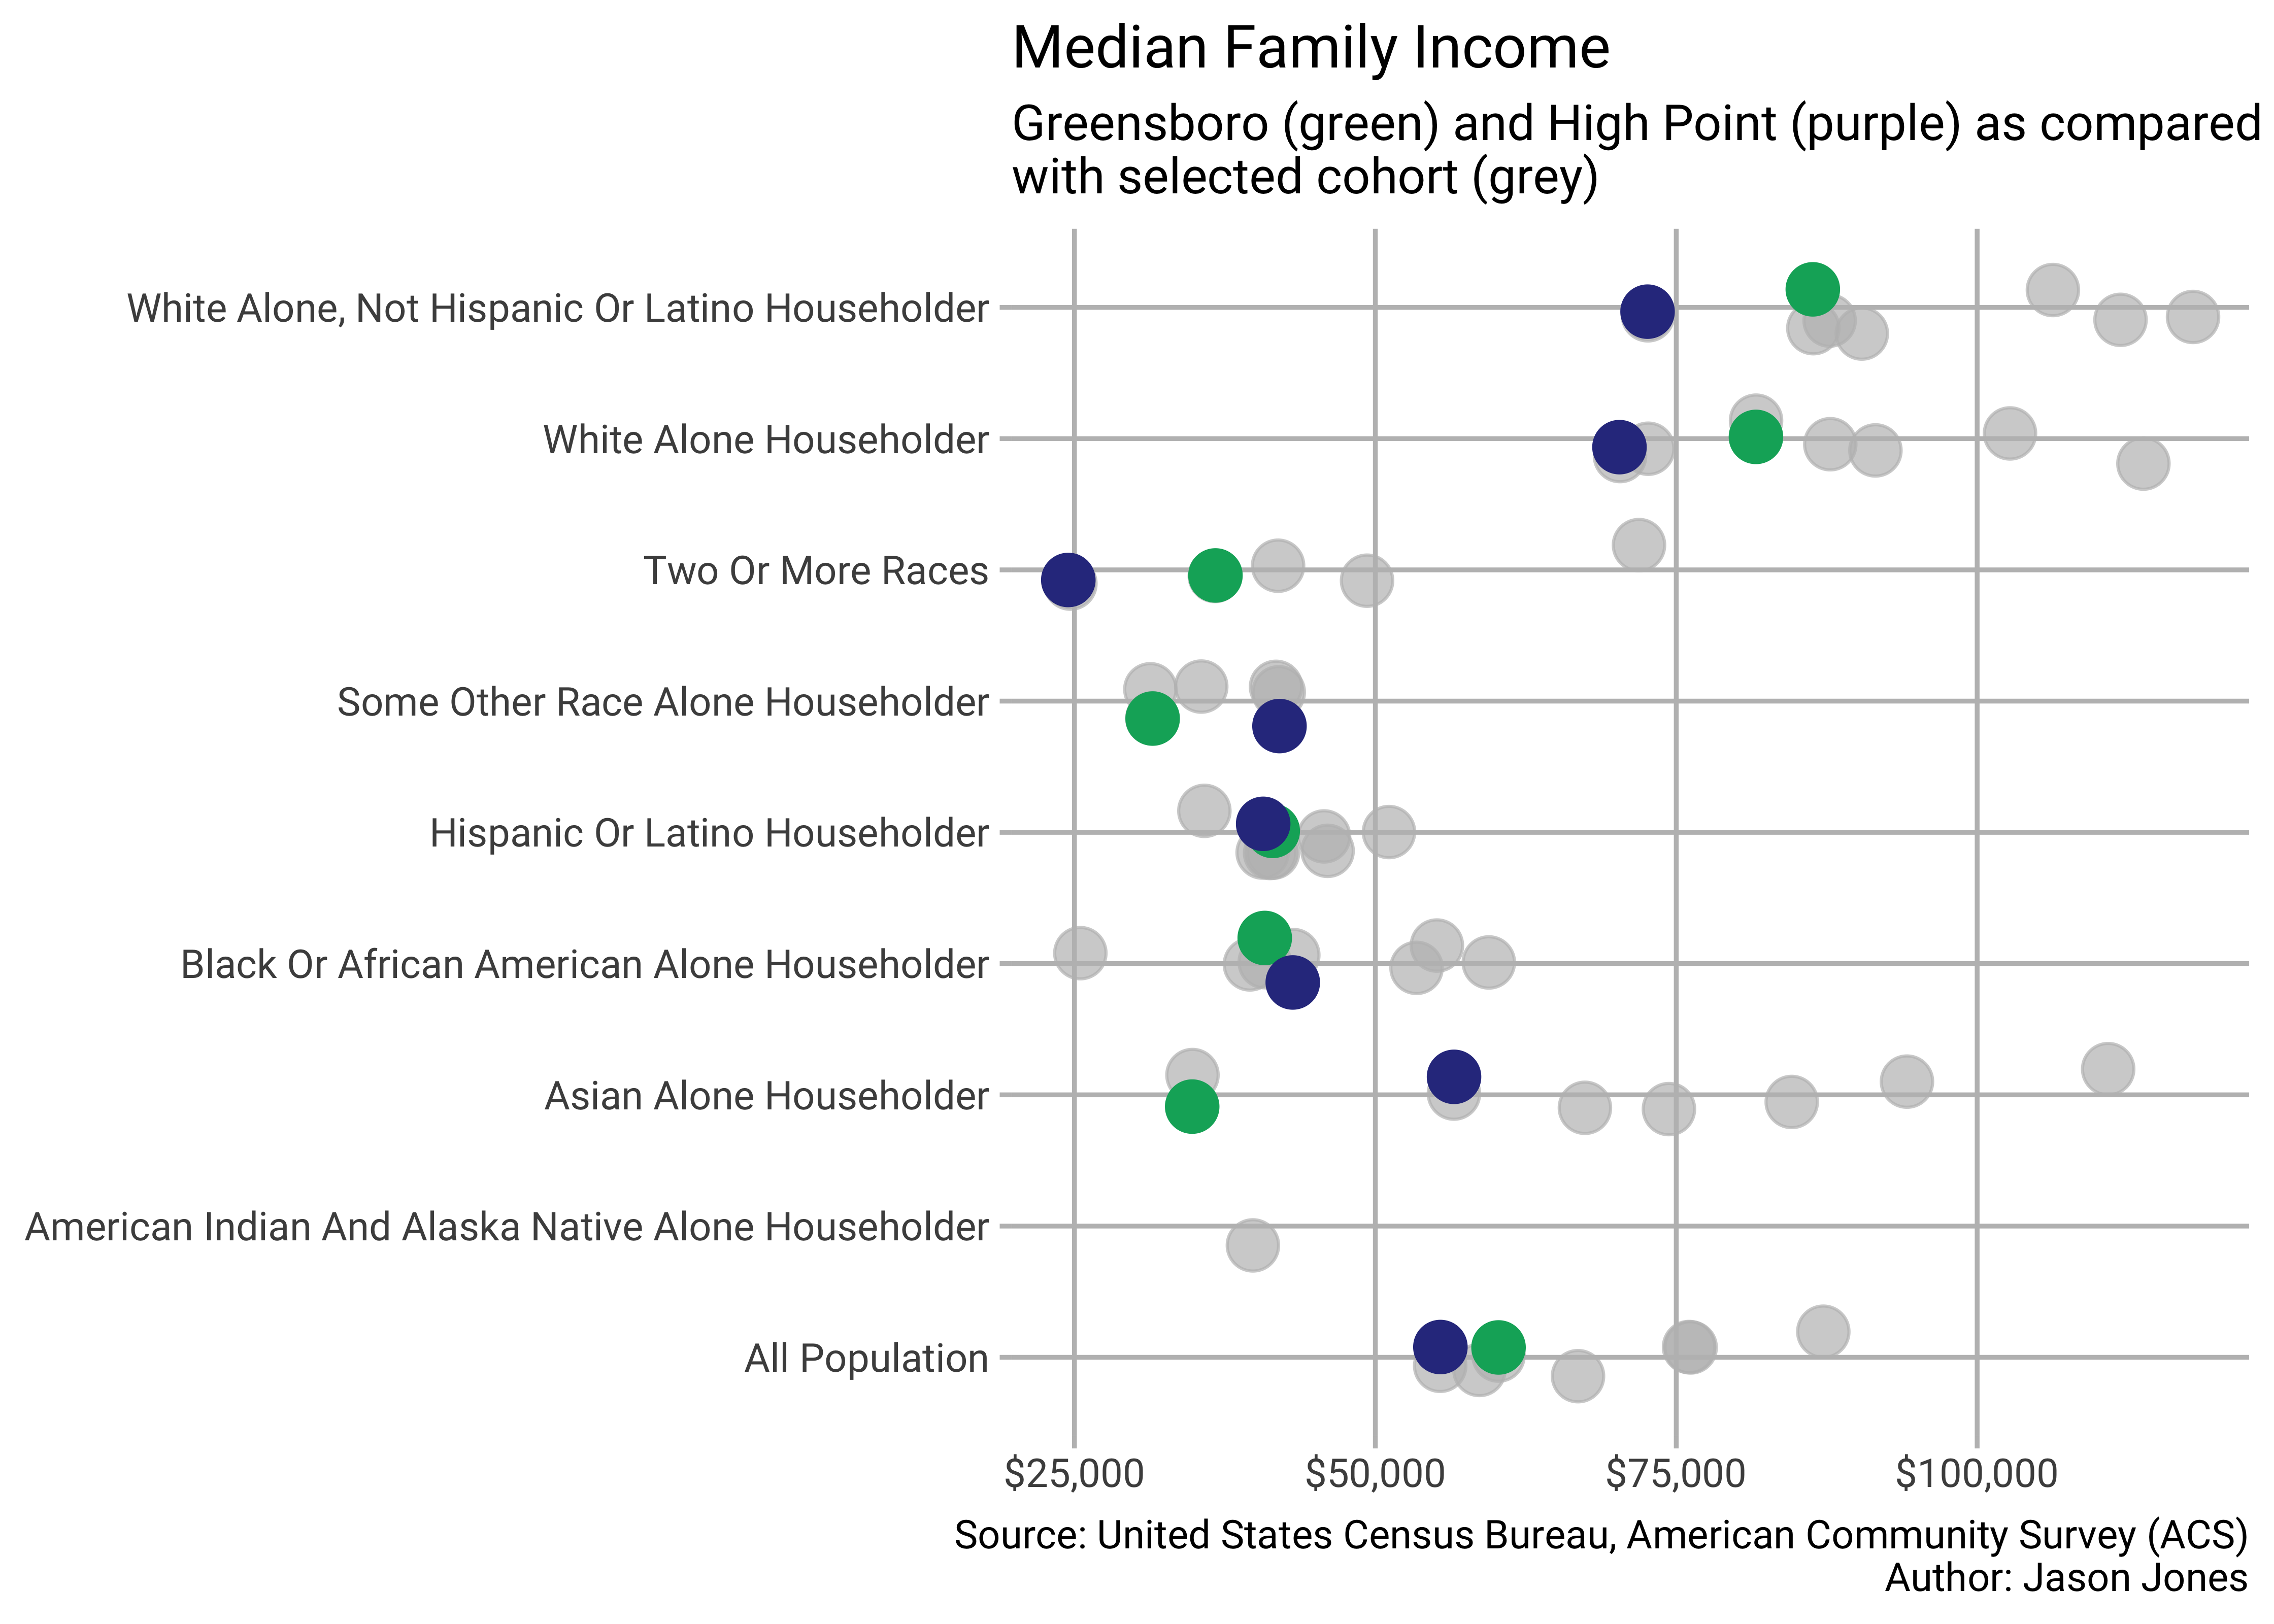 Median Family Income
Greensboro (green) and High Point (purple) as compared
with selected cohort (grey)
White Alone, Not Hispanic Or Latino Householder
White Alone Householder
Two Or More Races
Some Other Race Alone Householder
Hispanic Or Latino Householder
Black Or African American Alone Householder
Asian Alone Householder
American Indian And Alaska Native Alone Householder
All Population
$25,000 $50,000 $75,000 $100,000
Source: United States Census Bureau, American Community Survey (ACS)
Author: Jason Jones